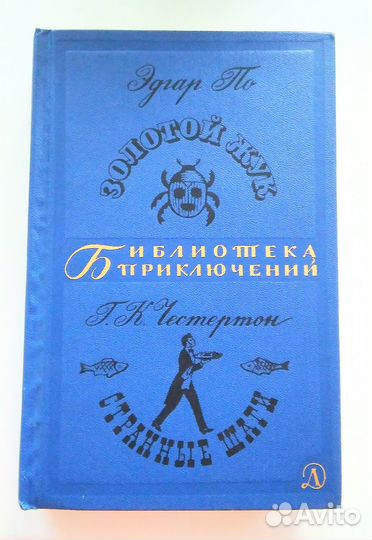 Эдгар По
ЗОЛОТОЙ ЖУК
БИБЛИОТЕКА
ПРИКЛЮЧЕНИЙ
Г. К. Честертон
СТРАННЫЕ ШАГИ
Д
Avito